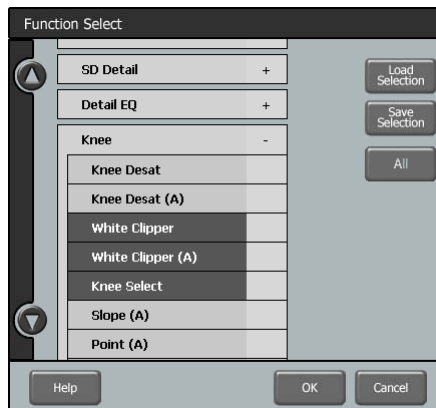 Function Select
SD Detail +
Detail EQ +
Knee -
Knee Desat
Knee Desat (A)
White Clipper
White Clipper (A)
Knee Select
Slope (A)
Point (A)
Load
Selection
Save
Selection
All
Help
OK
Cancel